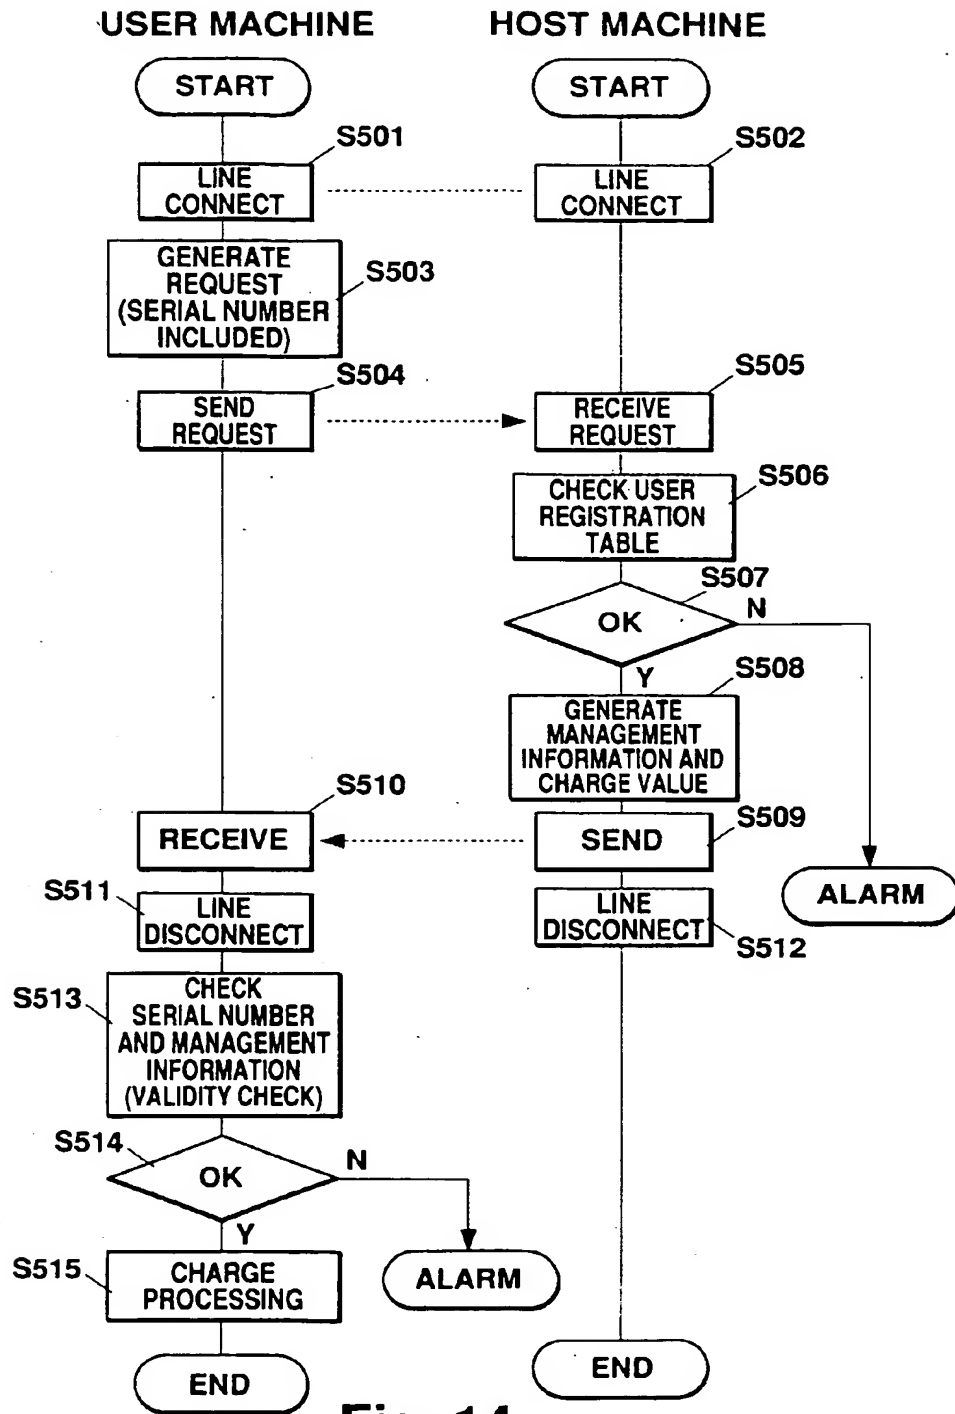 USER MACHINE
HOST MACHINE
START
START
S501
S502
LINE
CONNECT
LINE
CONNECT
GENERATE
REQUEST
(SERIAL NUMBER
INCLUDED)
S503
S504
S505
SEND
REQUEST
RECEIVE
REQUEST
S506
CHECK USER
REGISTRATION
TABLE
S507
OK
N
Y
S508
GENERATE
MANAGEMENT
INFORMATION AND
CHARGE VALUE
S510
S509
RECEIVE
SEND
ALARM
S511
LINE
DISCONNECT
LINE
DISCONNECT
S512
S513
CHECK
SERIAL NUMBER
AND MANAGEMENT
INFORMATION
(VALIDITY CHECK)
S514
OK
N
Y
S515
CHARGE
PROCESSING
ALARM
END
END